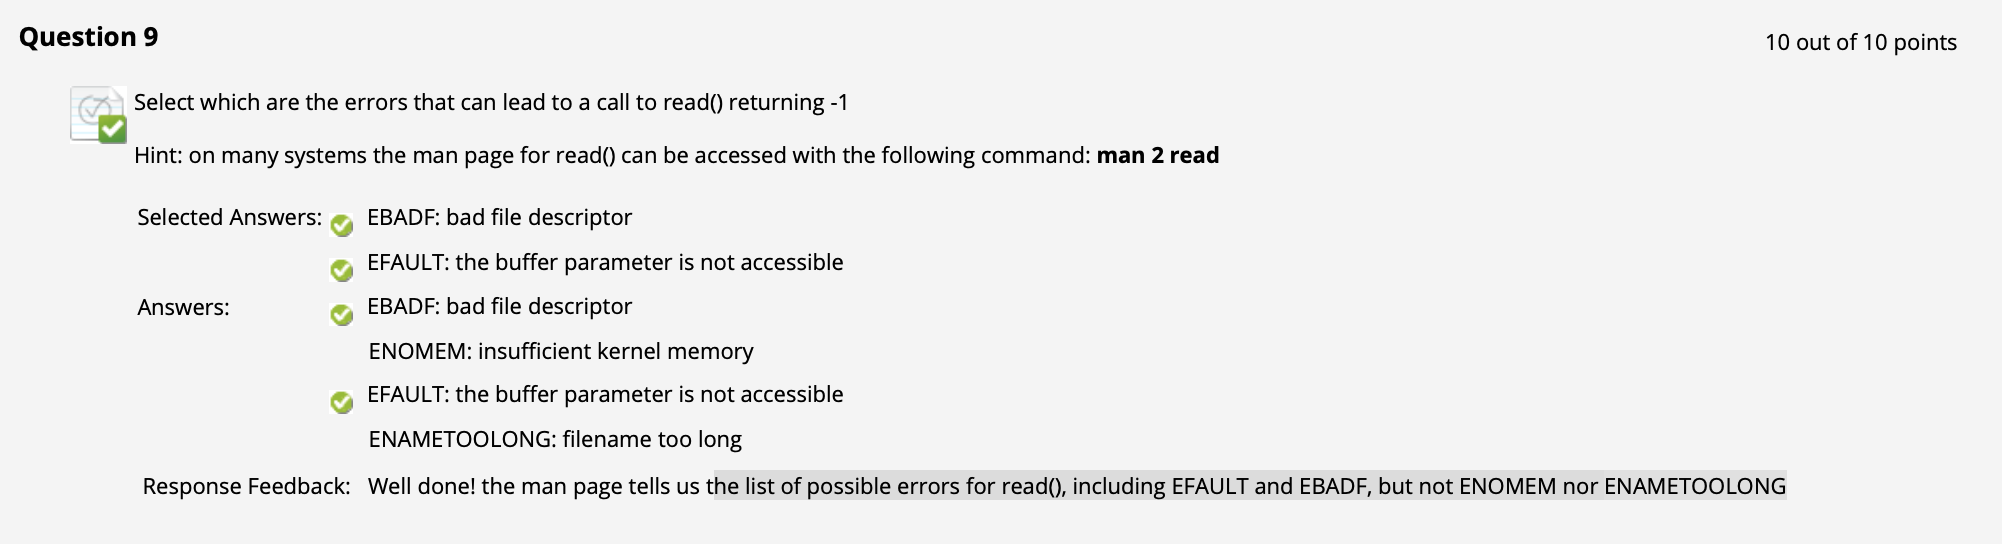 Question 9
10 out of 10 points
Select which are the errors that can lead to a call to read() returning -1
Hint: on many systems the man page for read() can be accessed with the following command: man 2 read
Selected Answers: EBADF: bad file descriptor
EFAULT: the buffer parameter is not accessible
Answers: EBADF: bad file descriptor
ENOMEM: insufficient kernel memory
EFAULT: the buffer parameter is not accessible
ENAMETOOLONG: filename too long
Response Feedback: Well done! the man page tells us the list of possible errors for read(), including EFAULT and EBADF, but not ENOMEM nor ENAMETOOLONG